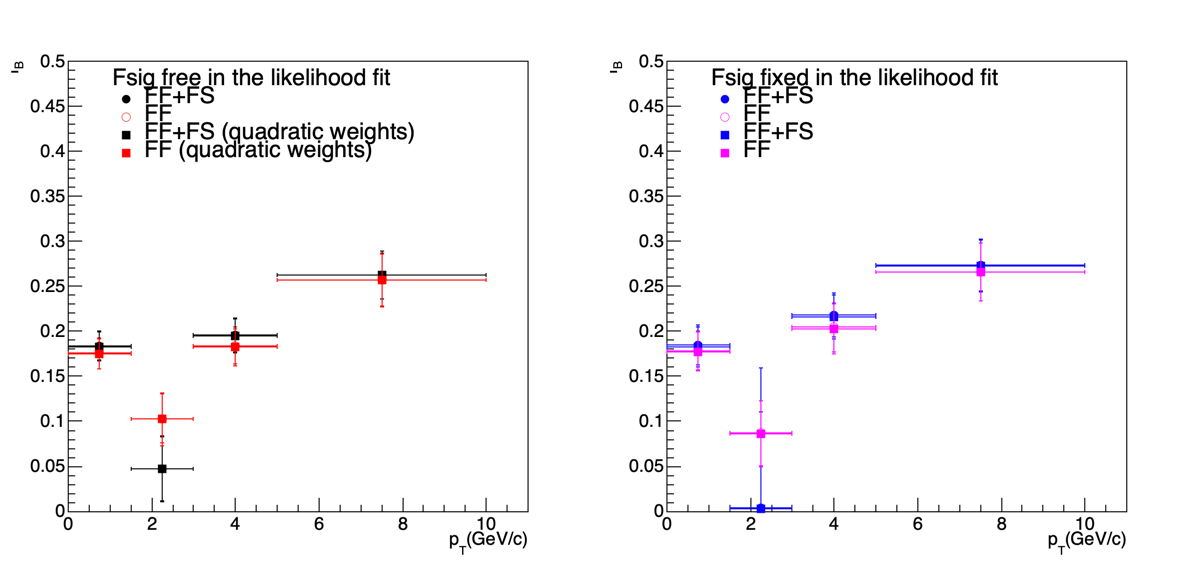 0.5
0.45
0.4
0.35
0.3
0.25
0.2
0.15
0.1
0.05
0
0 2 4 6 8 10
p_T(GeV/c)
Fsig free in the likelihood fit
FF+FS
FF
FF+FS (quadratic weights)
FF (quadratic weights)
B
0.5
0.45
0.4
0.35
0.3
0.25
0.2
0.15
0.1
0.05
0
0 2 4 6 8 10
p_T(GeV/c)
Fsig fixed in the likelihood fit
FF+FS
FF
FF+FS
FF
B